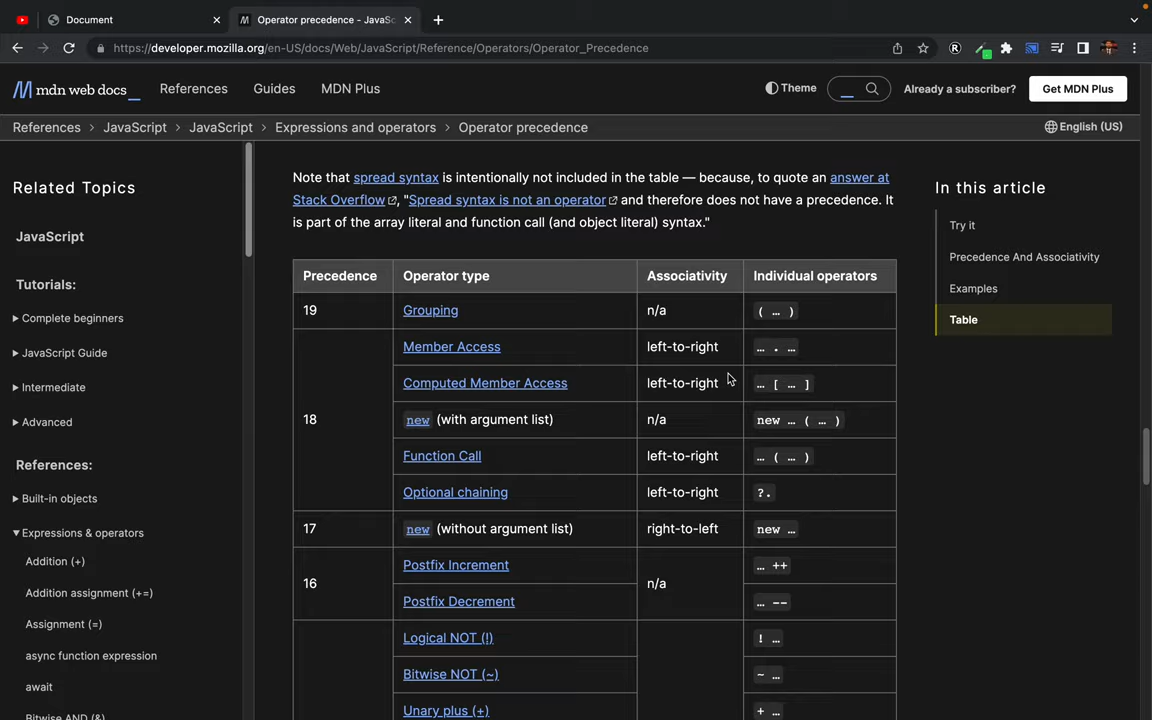 Document
Operator precedence - JavaSc
https://developer.mozilla.org/en-US/docs/Web/JavaScript/Reference/Operators/Operator_Precedence
mdn web docs_
References
Guides
MDN Plus
Theme
Already a subscriber?
Get MDN Plus
References > JavaScript > JavaScript > Expressions and operators > Operator precedence
English (US)
Related Topics
JavaScript
Tutorials:
Complete beginners
JavaScript Guide
Intermediate
Advanced
References:
Built-in objects
Expressions & operators
Addition (+)
Addition assignment (+=)
Assignment (=)
async function expression
await
Bitwise AND (&)
Note that spread syntax is intentionally not included in the table — because, to quote an answer at
Stack Overflow, "Spread syntax is not an operator and therefore does not have a precedence. It
is part of the array literal and function call (and object literal) syntax."
Precedence Operator type Associativity Individual operators
19 Grouping n/a ( … )
18
Member Access left-to-right … . …
Computed Member Access left-to-right … [ … ]
new (with argument list) n/a new … ( … )
Function Call left-to-right … ( … )
Optional chaining left-to-right ?.
17 new (without argument list) right-to-left new …
16
Postfix Increment n/a … ++
Postfix Decrement … --
Logical NOT (!) ! …
Bitwise NOT (~) ~ …
Unary plus (+) + …
In this article
Try it
Precedence And Associativity
Examples
Table